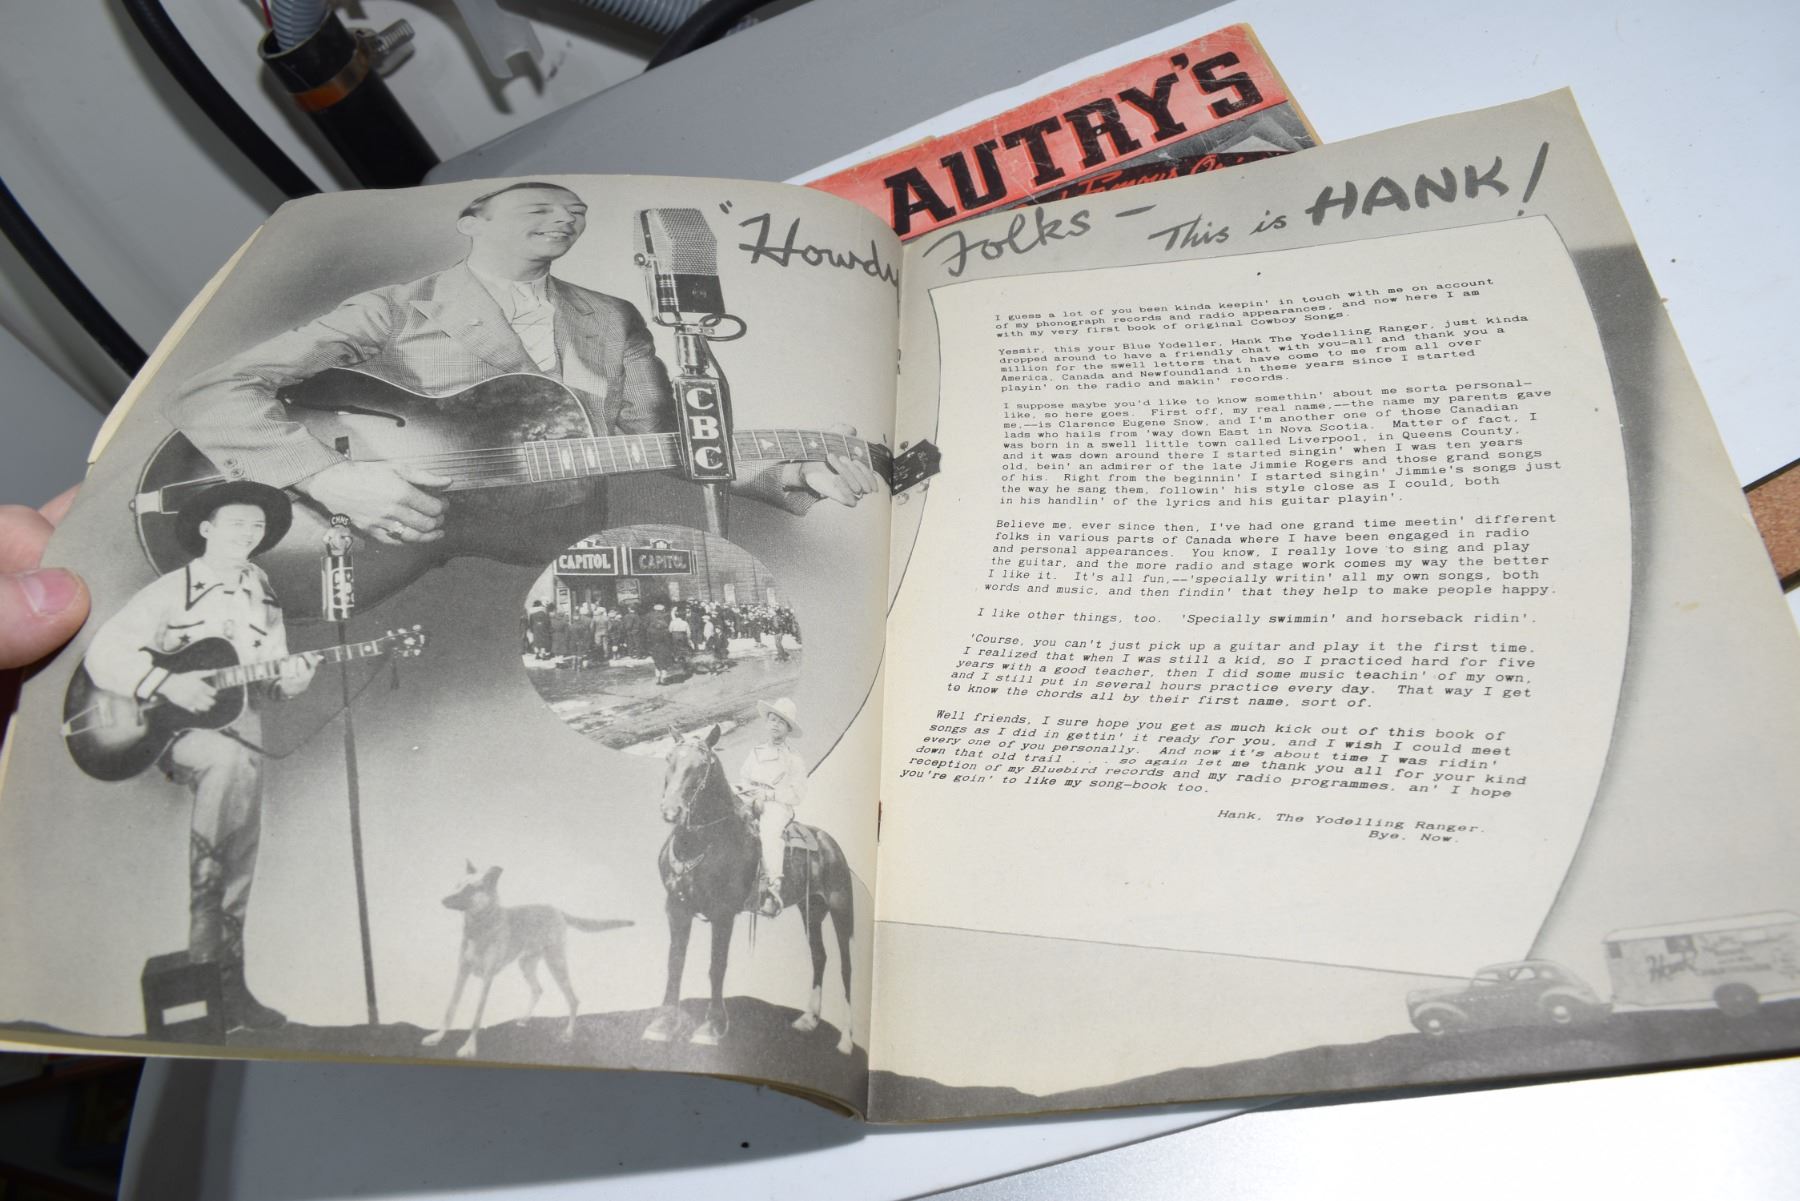 AUTRY'S
"Howdy Folks - This is HANK!
I guess a lot of you been kinda keepin' in touch with me on account
of my phonograph records and radio appearances, and now here I am
with my very first book of original Cowboy Songs.
Yessir, this your Blue Yodeller, Hank The Yodelling Ranger, just kinda
dropped around to have a friendly chat with you-all and thank you a
million for the swell letters that have come to me from all over
America, Canada and Newfoundland in these years since I started
playin' on the radio and makin' records.
I suppose maybe you'd like to know somethin' about me sorta personal-
like, so here goes. First off, my real name,--the name my parents gave
me,--is Clarence Eugene Snow, and I'm another one of those Canadian
lads who hails from 'way down East in Nova Scotia. Matter of fact, I
was born in a swell little town called Liverpool, in Queens County,
and it was down around there I started singin' when I was ten years
old, bein' an admirer of the late Jimmie Rogers and those grand songs
of his. Right from the beginnin' I started singin' Jimmie's songs just
the way he sang them, followin' his style close as I could, both
in his handlin' of the lyrics and his guitar playin'.
Believe me, ever since then, I've had one grand time meetin' different
folks in various parts of Canada where I have been engaged in radio
and personal appearances. You know, I really love to sing and play
the guitar, and the more radio and stage work comes my way the better
I like it. It's all fun,--'specially writin' all my own songs, both
words and music, and then findin' that they help to make people happy.
I like other things, too. 'Specially swimmin' and horseback ridin'.
'Course, you can't just pick up a guitar and play it the first time.
I realized that when I was still a kid, so I practiced hard for five
years with a good teacher, then I did some music teachin' of my own,
and I still put in several hours practice every day. That way I get
to know the chords all by their first name, sort of.
Well friends, I sure hope you get as much kick out of this book of
songs as I did in gettin' it ready for you, and I wish I could meet
every one of you personally. And now it's about time I was ridin'
down that old trail . . . so again let me thank you all for your kind
reception of my Bluebird records and my radio programmes, an' I hope
you're goin' to like my song-book too.
Hank, The Yodelling Ranger.
Bye. Now.
CBC
CAPITOL
CAPITOL
CHNS
Hank